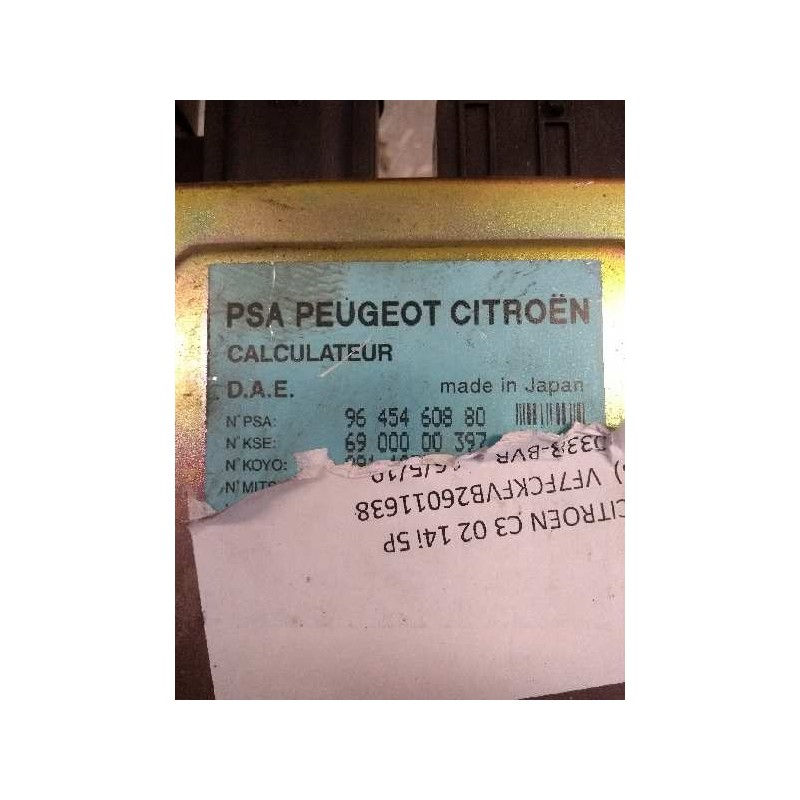 PSA PEUGEOT CITROËN
CALCULATEUR
D.A.E. made in Japan
N°PSA: 96 454 608 80
N°KSE: 69 000 00 397
N°KOYO:
N°MITS
CITROEN C3 02 14i 5P
) VF7FCKFVB26011638